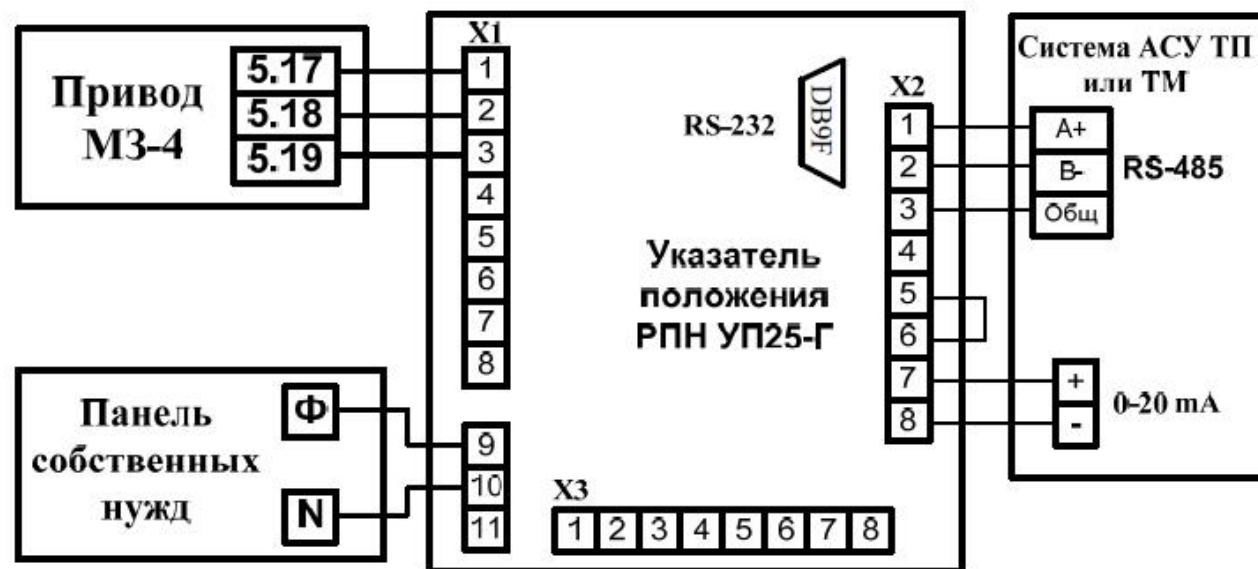 Привод
МЗ-4
5.17
5.18
5.19
X1
1
2
3
4
5
6
7
8
9
10
11
Панель
собственных
нужд
Ф
N
RS-232
DB9F
Указатель
положения
РПН УП25-Г
X2
1
2
3
4
5
6
7
8
X3
1 2 3 4 5 6 7 8
Система АСУ ТП
или ТМ
A+
B-
Общ
RS-485
+
-
0-20 mA